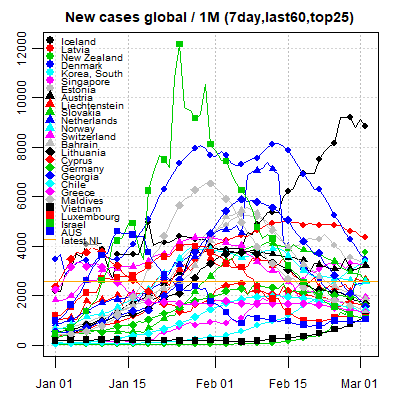 New cases global / 1M (7day,last60,top25)
12000
10000
8000
6000
4000
2000
0
Iceland
Latvia
New Zealand
Denmark
Korea, South
Singapore
Estonia
Austria
Liechtenstein
Slovakia
Netherlands
Norway
Switzerland
Bahrain
Lithuania
Cyprus
Germany
Georgia
Chile
Greece
Maldives
Vietnam
Luxembourg
Israel
AUS
latest NL
Jan 01
Jan 15
Feb 01
Feb 15
Mar 01